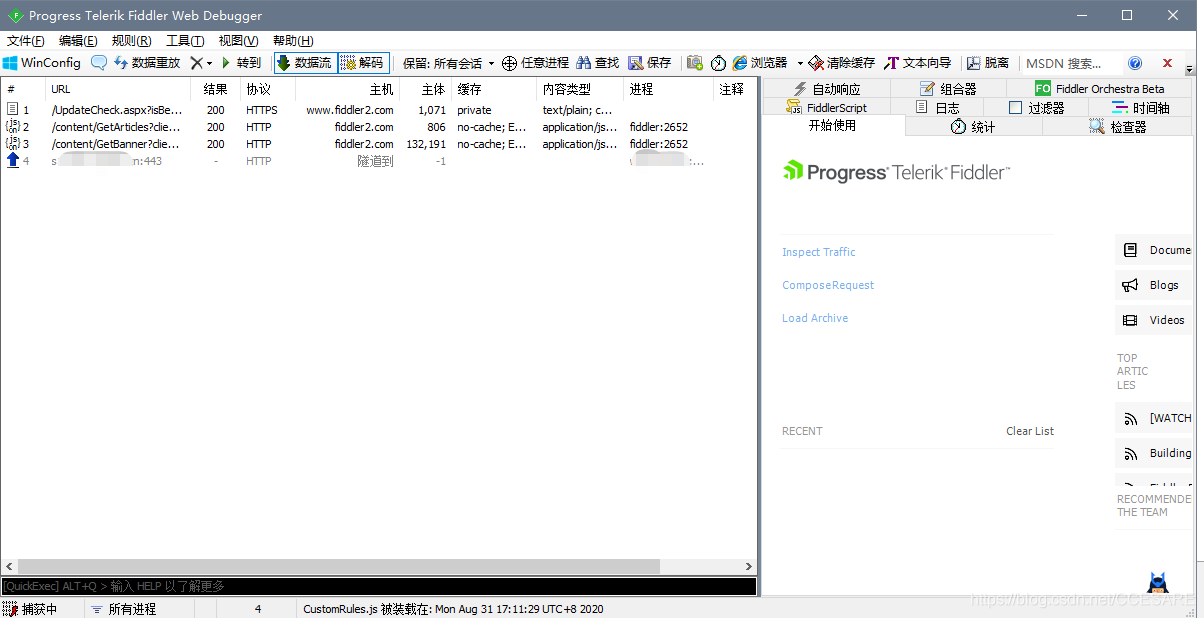 Progress Telerik Fiddler Web Debugger
文件(F) 编辑(E) 规则(R) 工具(T) 视图(V) 帮助(H)
WinConfig 数据重放 转到 数据流 解码 保留: 所有会话 任意进程 查找 保存 浏览器 清除缓存 文本向导 脱离 MSDN 搜索...
# URL 结果 协议 主机 主体 缓存 内容类型 进程 注释
1 /UpdateCheck.aspx?isBe... 200 HTTPS www.fiddler2.com 1,071 private text/plain; c...
2 /content/GetArticles?clie... 200 HTTP fiddler2.com 806 no-cache; E... application/js... fiddler:2652
3 /content/GetBanner?clie... 200 HTTP fiddler2.com 132,191 no-cache; E... application/js... fiddler:2652
4 s n:443 - HTTP 隧道到 -1 :...
自动响应 组合器 FO Fiddler Orchestra Beta
FiddlerScript 日志 过滤器 时间轴
开始使用 统计 检查器
Progress Telerik Fiddler™
Inspect Traffic
Compose Request
Load Archive
RECENT Clear List
Docume
Blogs
Videos
TOP
ARTIC
LES
[WATCH
Building
RECOMMENDE
THE TEAM
[QuickExec] ALT+Q > 输入 HELP 以了解更多
捕获中 所有进程 4 CustomRules.js 被装载在: Mon Aug 31 17:11:29 UTC+8 2020
https://blog.csdn.net/CCESARE